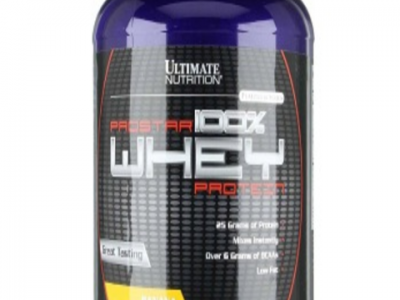 ULTIMATE
NUTRITION®
PROSTAR 100%
WHEY
PROTEIN
25 Grams of Protein
Mixes Instantly
Over 6 Grams of BCAAs
Low Fat
Great Tasting